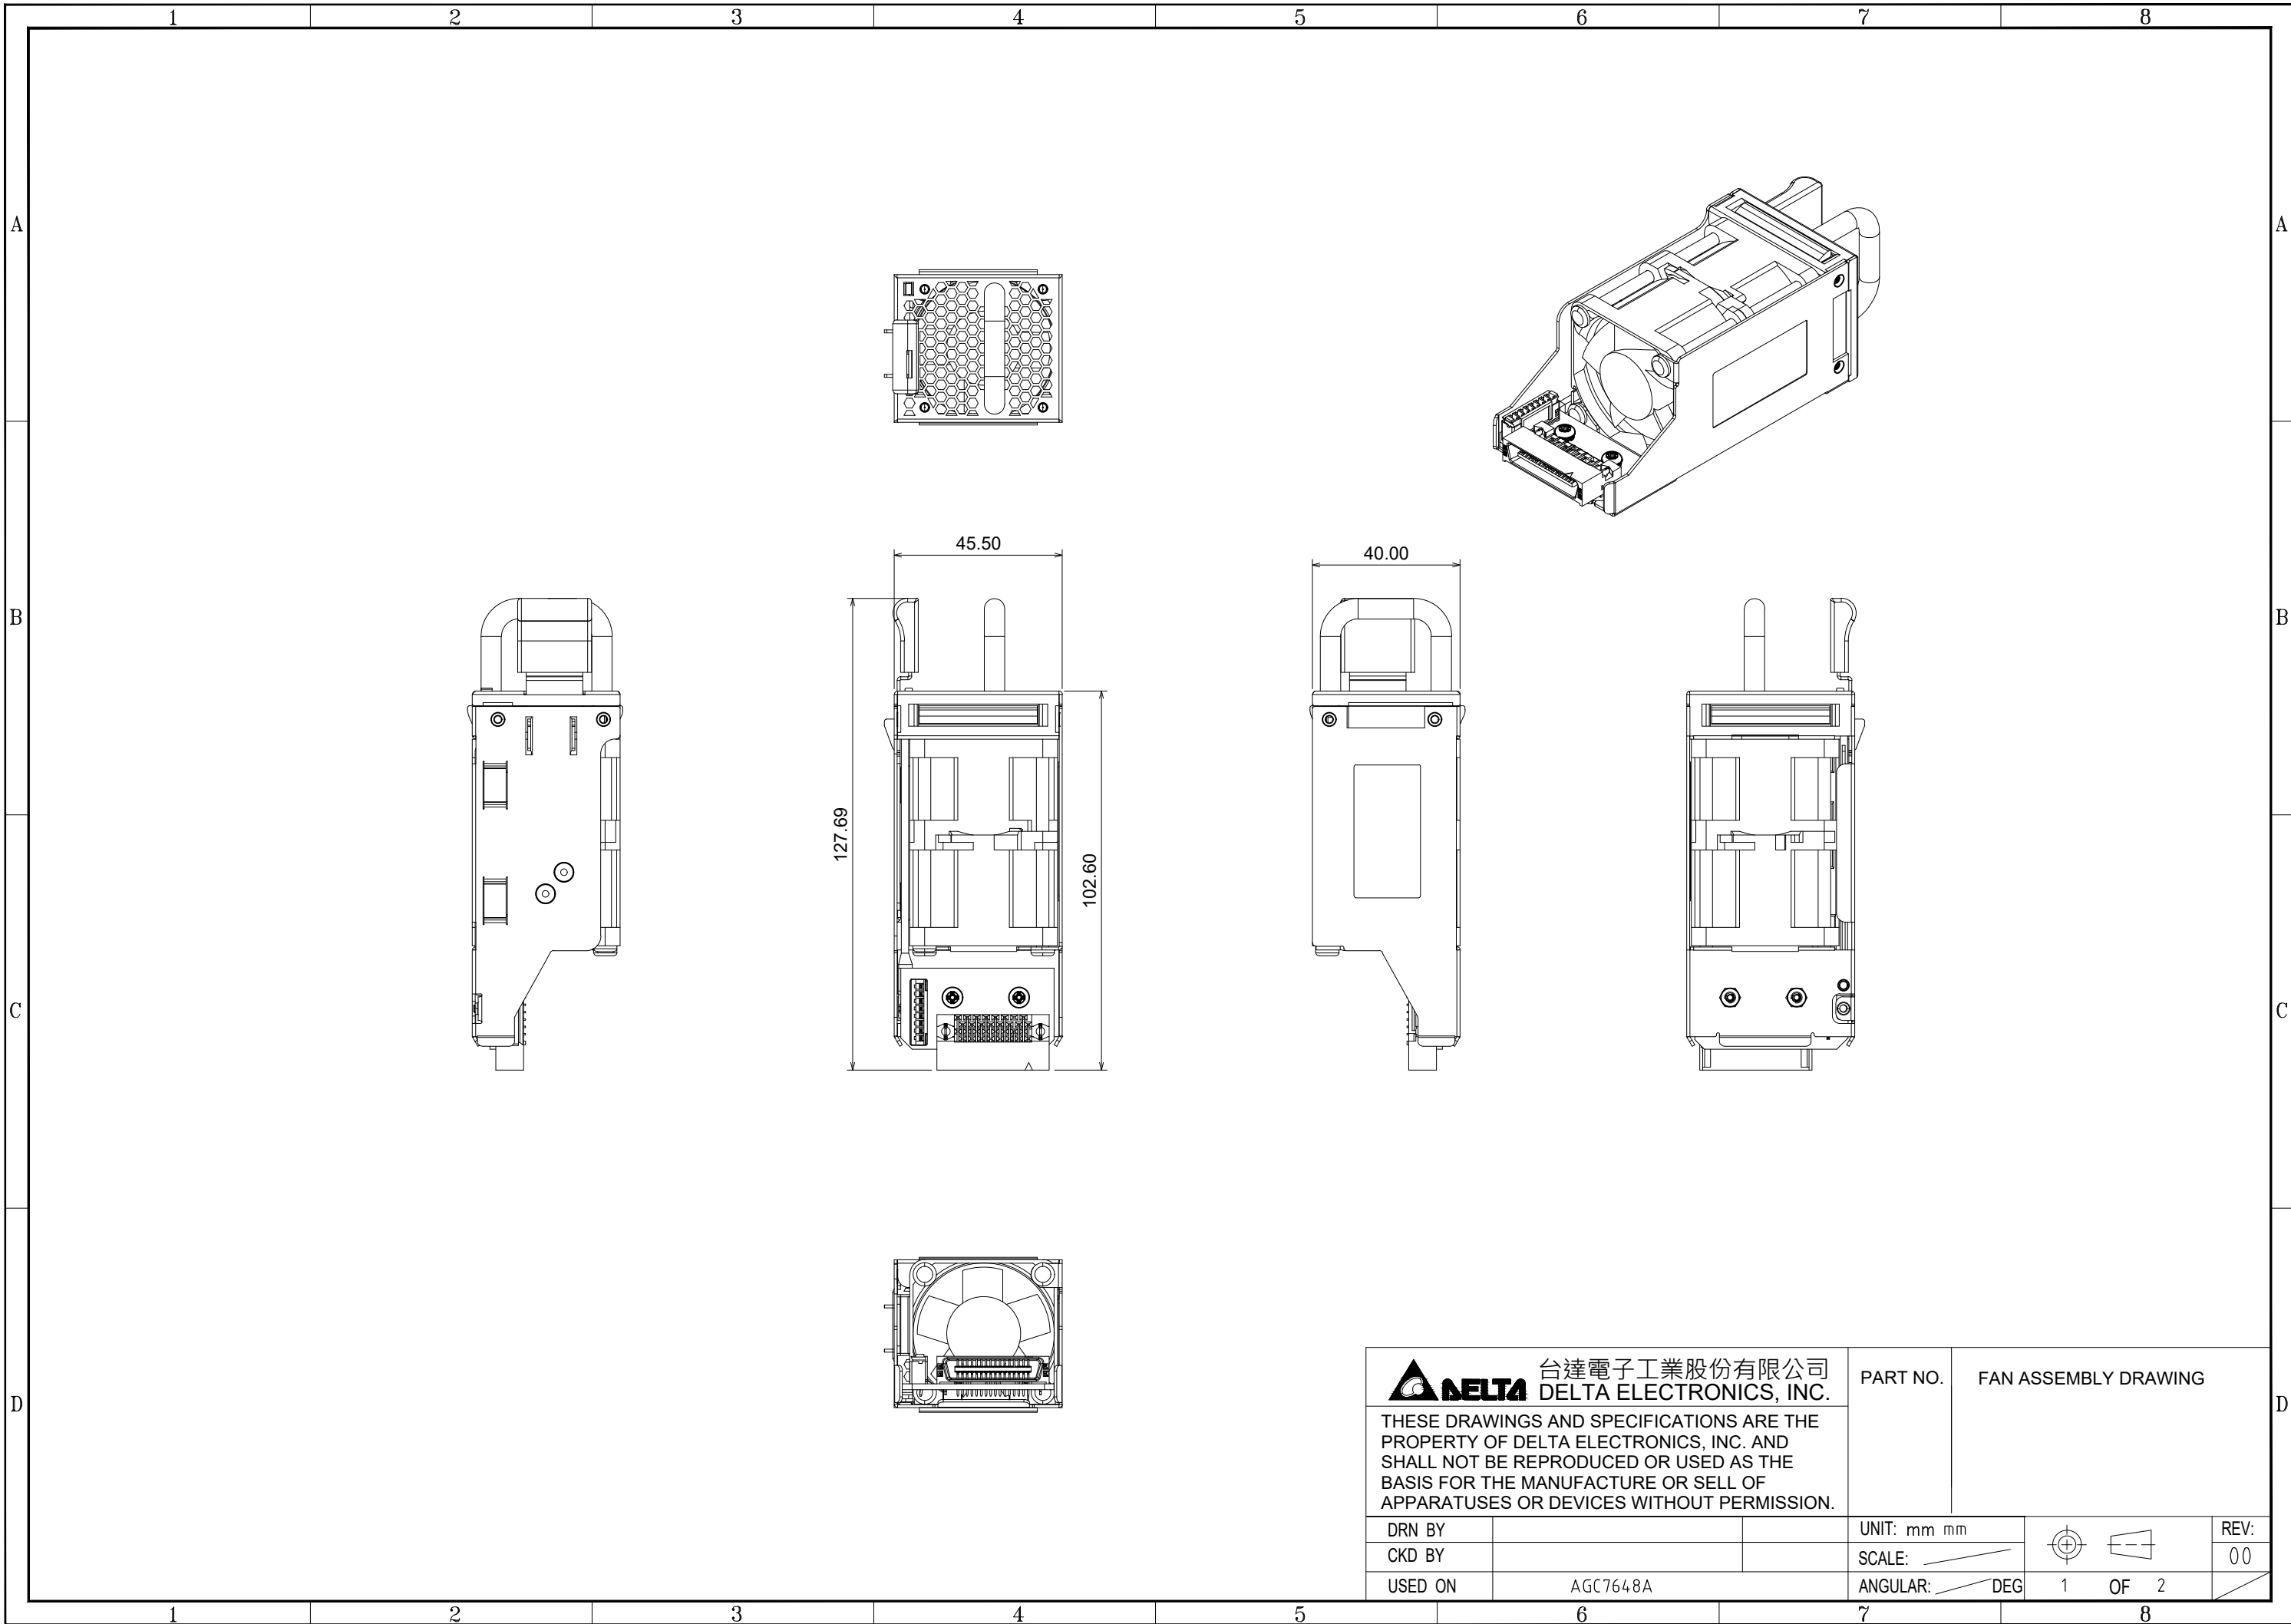 1 2 3 4 5 6 7 8
A A
45.50
40.00
B B
127.69
102.60
C C
D D
DELTA
台達電子工業股份有限公司
DELTA ELECTRONICS, INC.
THESE DRAWINGS AND SPECIFICATIONS ARE THE
PROPERTY OF DELTA ELECTRONICS, INC. AND
SHALL NOT BE REPRODUCED OR USED AS THE
BASIS FOR THE MANUFACTURE OR SELL OF
APPARATUSES OR DEVICES WITHOUT PERMISSION.
PART NO.
FAN ASSEMBLY DRAWING
DRN BY
CKD BY
USED ON AGC7648A
UNIT: mm mm
SCALE:
ANGULAR: DEG
1 OF 2
REV:
00
1 2 3 4 5 6 7 8